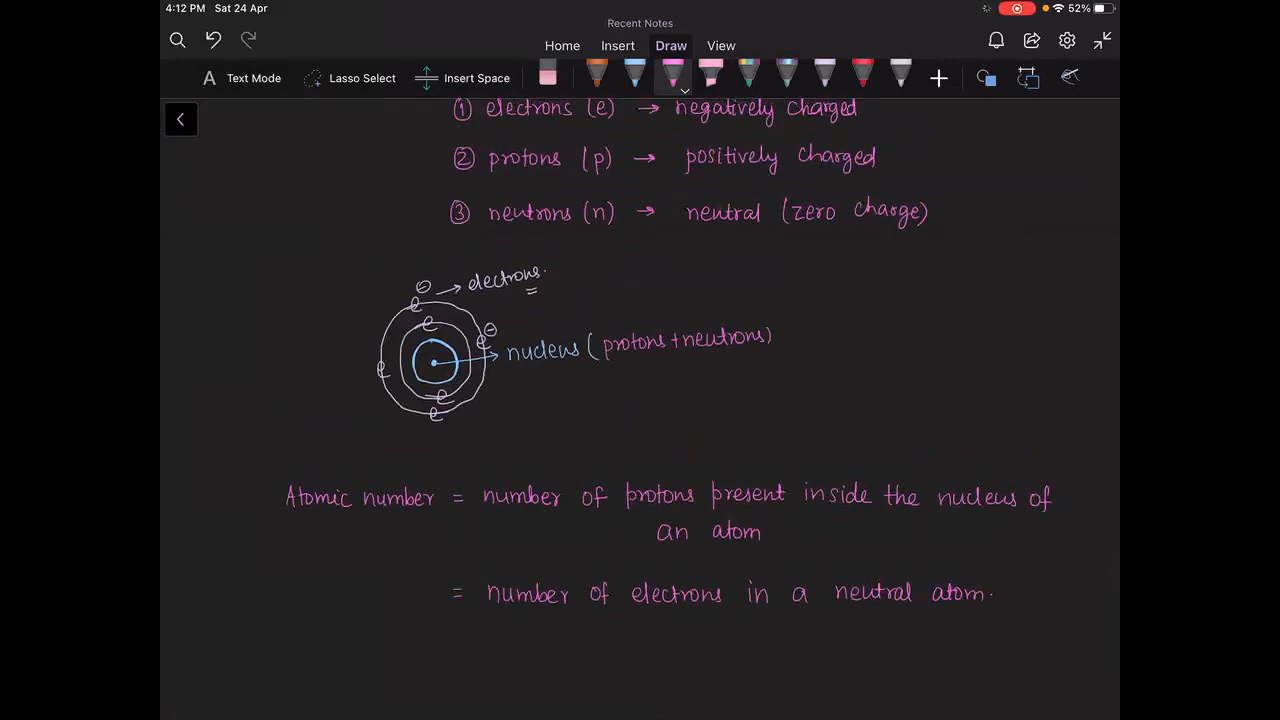 4:12 PM Sat 24 Apr
52%
Recent Notes
Home Insert Draw View
A Text Mode Lasso Select Insert Space
① electrons (e) → negatively charged
② protons (p) → positively charged
③ neutrons (n) → neutral (zero charge)
⊖ → electrons.
e
e
⊖
e
nucleus (protons + neutrons)
e
e
e
Atomic number = number of protons present inside the nucleus of
an atom
= number of electrons in a neutral atom.